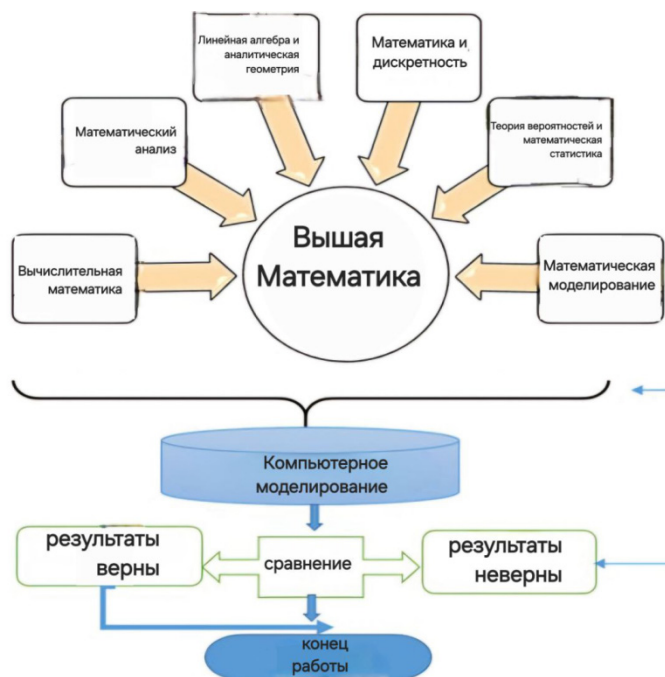 Линейная алгебра и
аналитическая
геометрия
Математика и
дискретность
Математический
анализ
Теория вероятностей и
математическая
статистика
Вышая
Математика
Вычислительная
математика
Математическая
моделирование
Компьютерное
моделирование
результаты
верны
сравнение
результаты
неверны
конец
работы